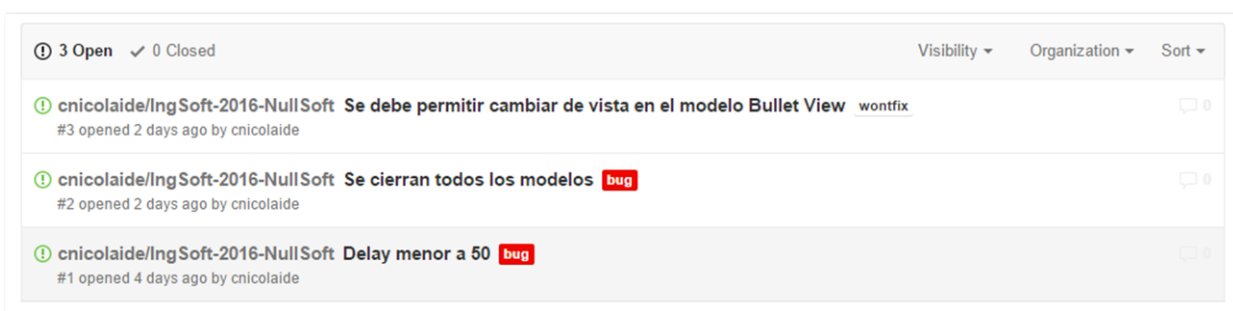 3 Open 0 Closed Visibility Organization Sort
cnicolaide/IngSoft-2016-NullSoft Se debe permitir cambiar de vista en el modelo Bullet View wontfix 0
#3 opened 2 days ago by cnicolaide
cnicolaide/IngSoft-2016-NullSoft Se cierran todos los modelos bug 0
#2 opened 2 days ago by cnicolaide
cnicolaide/IngSoft-2016-NullSoft Delay menor a 50 bug 0
#1 opened 4 days ago by cnicolaide